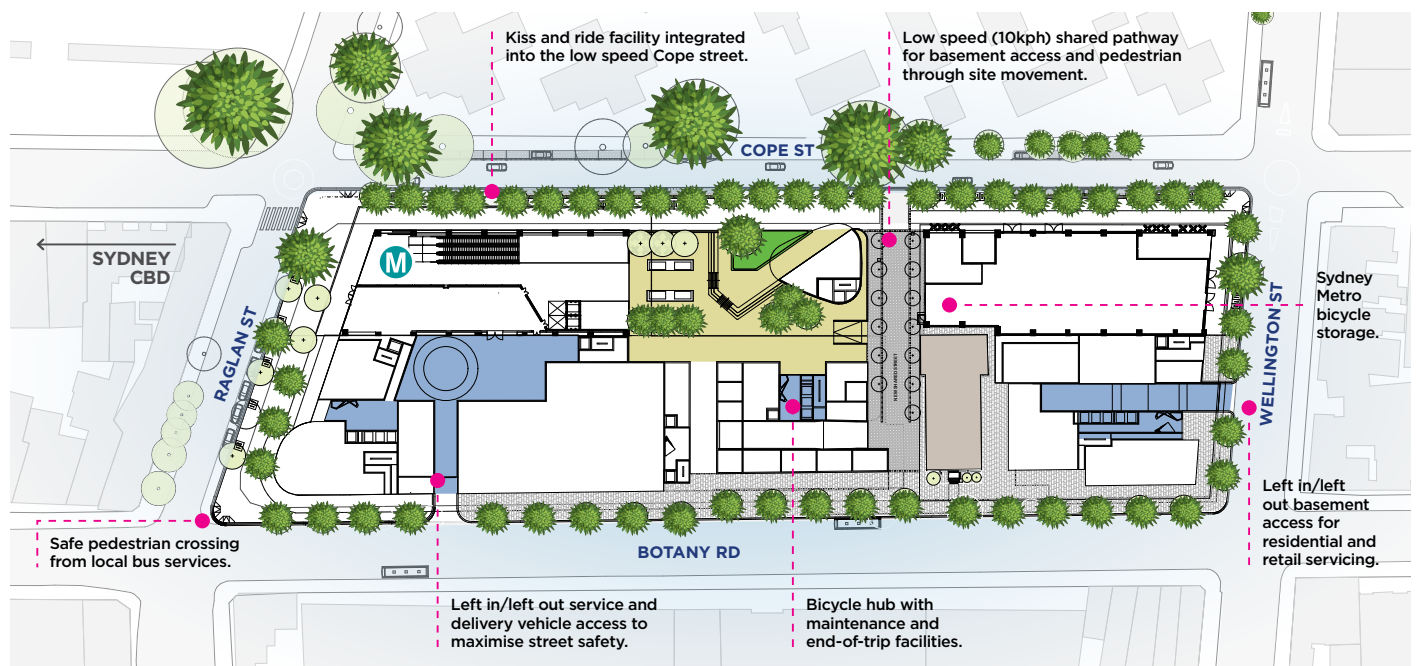 Kiss and ride facility integrated
into the low speed Cope street.
Low speed (10kph) shared pathway
for basement access and pedestrian
through site movement.
COPE ST
SYDNEY
CBD
M
RAGLAN ST
WELLINGTON ST
Sydney
Metro
bicycle
storage.
Left in/left
out basement
access for
residential and
retail servicing.
BOTANY RD
Safe pedestrian crossing
from local bus services.
Left in/left out service and
delivery vehicle access to
maximise street safety.
Bicycle hub with
maintenance and
end-of-trip facilities.